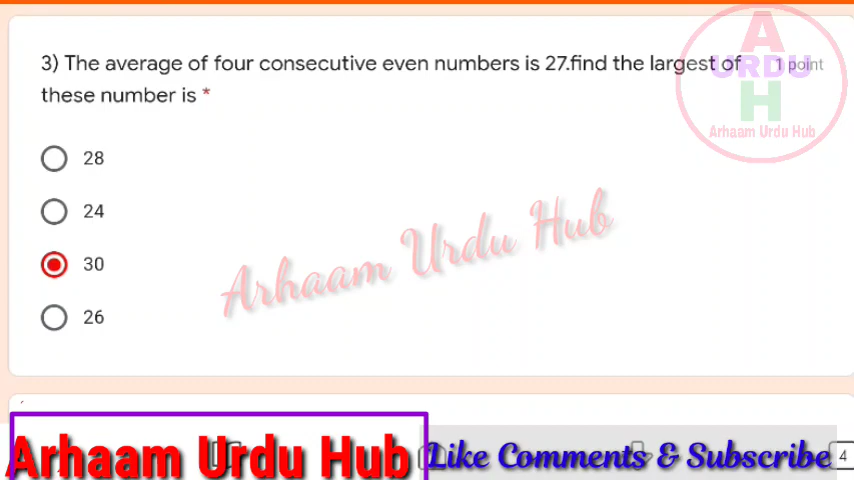 3) The average of four consecutive even numbers is 27.find the largest of 1 point
these number is *
A
URDU
H
Arhaam Urdu Hub
28
24
30
26
Arhaam Urdu Hub
Arhaam Urdu Hub
Like Comments & Subscribe
4